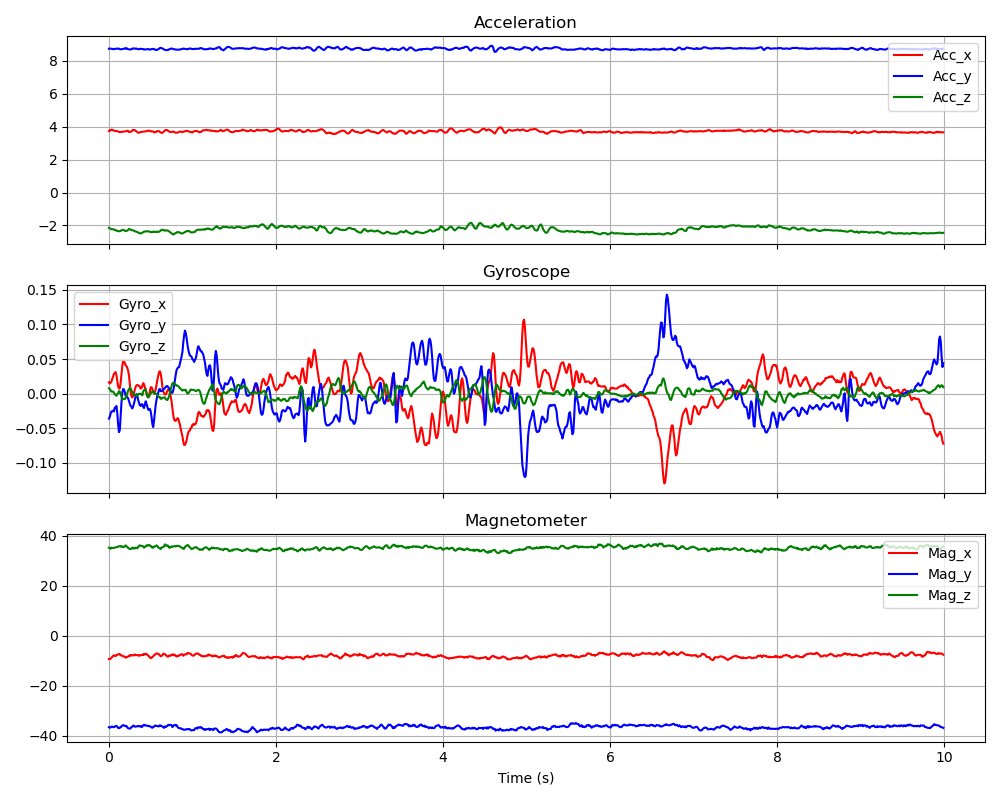 Acceleration
8
6
4
2
0
−2
Acc_x
Acc_y
Acc_z
Gyroscope
0.15
0.10
0.05
0.00
−0.05
−0.10
Gyro_x
Gyro_y
Gyro_z
Magnetometer
40
20
0
−20
−40
Mag_x
Mag_y
Mag_z
0 2 4 6 8 10
Time (s)